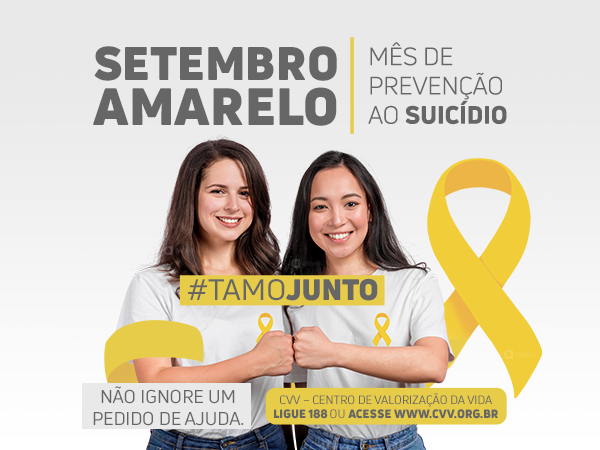 SETEMBRO
AMARELO
MÊS DE
PREVENÇÃO
AO SUICÍDIO
#TAMOJUNTO
NÃO IGNORE UM
PEDIDO DE AJUDA.
CVV – CENTRO DE VALORIZAÇÃO DA VIDA
LIGUE 188 OU ACESSE WWW.CVV.ORG.BR